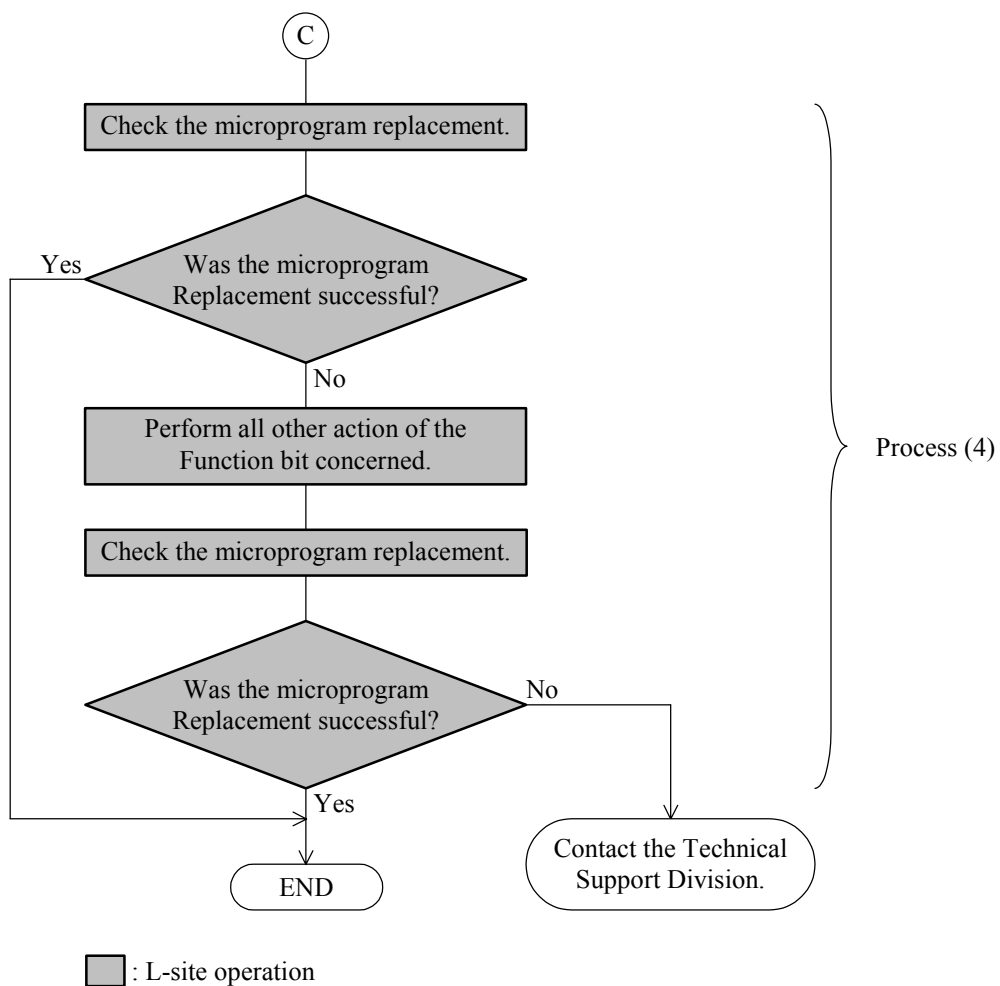 C
Check the microprogram replacement.
Was the microprogram
Replacement successful?
Yes
No
Perform all other action of the
Function bit concerned.
Process (4)
Check the microprogram replacement.
Was the microprogram
Replacement successful?
No
Yes
Contact the Technical
Support Division.
END
: L-site operation